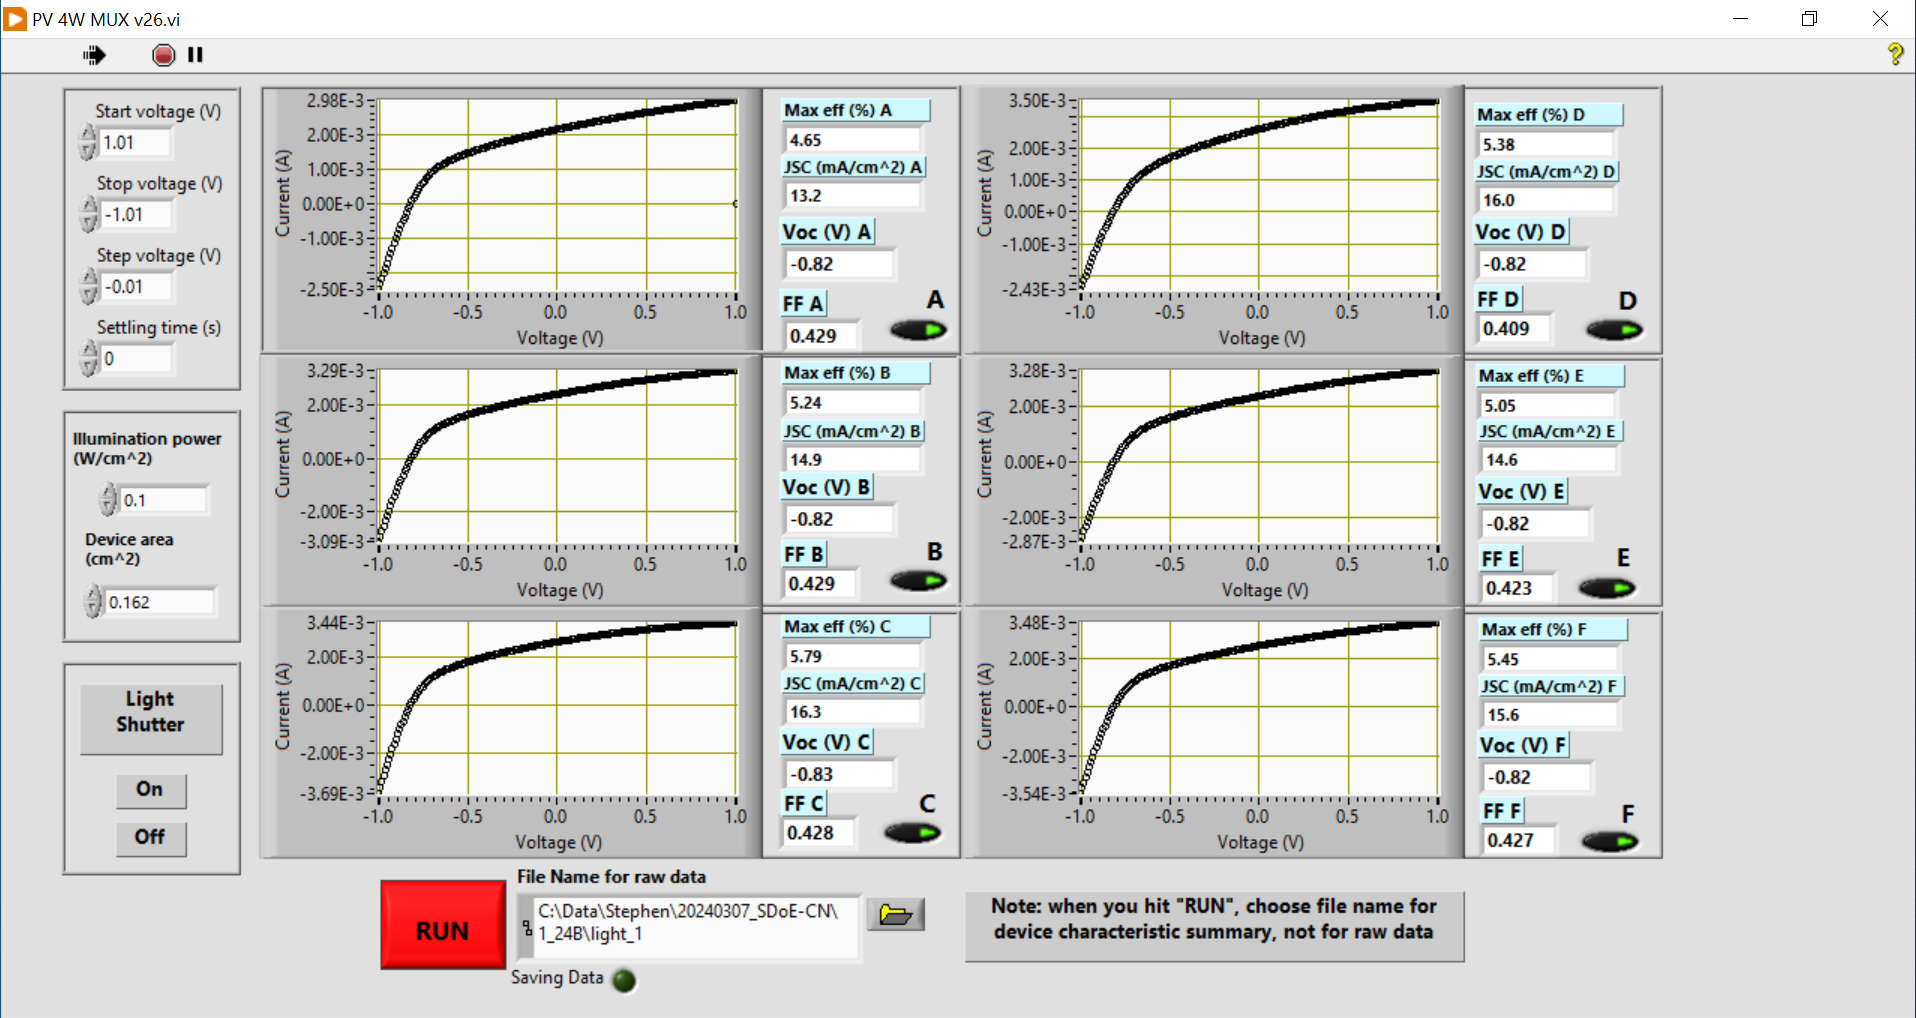 PV 4W MUX v26.vi
Start voltage (V)
1.01
Stop voltage (V)
-1.01
Step voltage (V)
-0.01
Settling time (s)
0
Illumination power
(W/cm^2)
0.1
Device area
(cm^2)
0.162
Light
Shutter
On
Off
2.98E-3
2.00E-3
1.00E-3
0.00E+0
-1.00E-3
-2.50E-3
Current (A)
-1.0 -0.5 0.0 0.5 1.0
Voltage (V)
Max eff (%) A
4.65
JSC (mA/cm^2) A
13.2
Voc (V) A
-0.82
FF A
0.429
A
3.50E-3
2.00E-3
1.00E-3
0.00E+0
-1.00E-3
-2.43E-3
Current (A)
-1.0 -0.5 0.0 0.5 1.0
Voltage (V)
Max eff (%) D
5.38
JSC (mA/cm^2) D
16.0
Voc (V) D
-0.82
FF D
0.409
D
3.29E-3
2.00E-3
0.00E+0
-2.00E-3
-3.09E-3
Current (A)
-1.0 -0.5 0.0 0.5 1.0
Voltage (V)
Max eff (%) B
5.24
JSC (mA/cm^2) B
14.9
Voc (V) B
-0.82
FF B
0.429
B
3.28E-3
2.00E-3
0.00E+0
-2.00E-3
-2.87E-3
Current (A)
-1.0 -0.5 0.0 0.5 1.0
Voltage (V)
Max eff (%) E
5.05
JSC (mA/cm^2) E
14.6
Voc (V) E
-0.82
FF E
0.423
E
3.44E-3
2.00E-3
0.00E+0
-2.00E-3
-3.69E-3
Current (A)
-1.0 -0.5 0.0 0.5 1.0
Voltage (V)
Max eff (%) C
5.79
JSC (mA/cm^2) C
16.3
Voc (V) C
-0.83
FF C
0.428
C
3.48E-3
2.00E-3
0.00E+0
-2.00E-3
-3.54E-3
Current (A)
-1.0 -0.5 0.0 0.5 1.0
Voltage (V)
Max eff (%) F
5.45
JSC (mA/cm^2) F
15.6
Voc (V) F
-0.82
FF F
0.427
F
RUN
File Name for raw data
C:\Data\Stephen\20240307_SDoE-CN\
1_24B\light_1
Saving Data
Note: when you hit "RUN", choose file name for
device characteristic summary, not for raw data